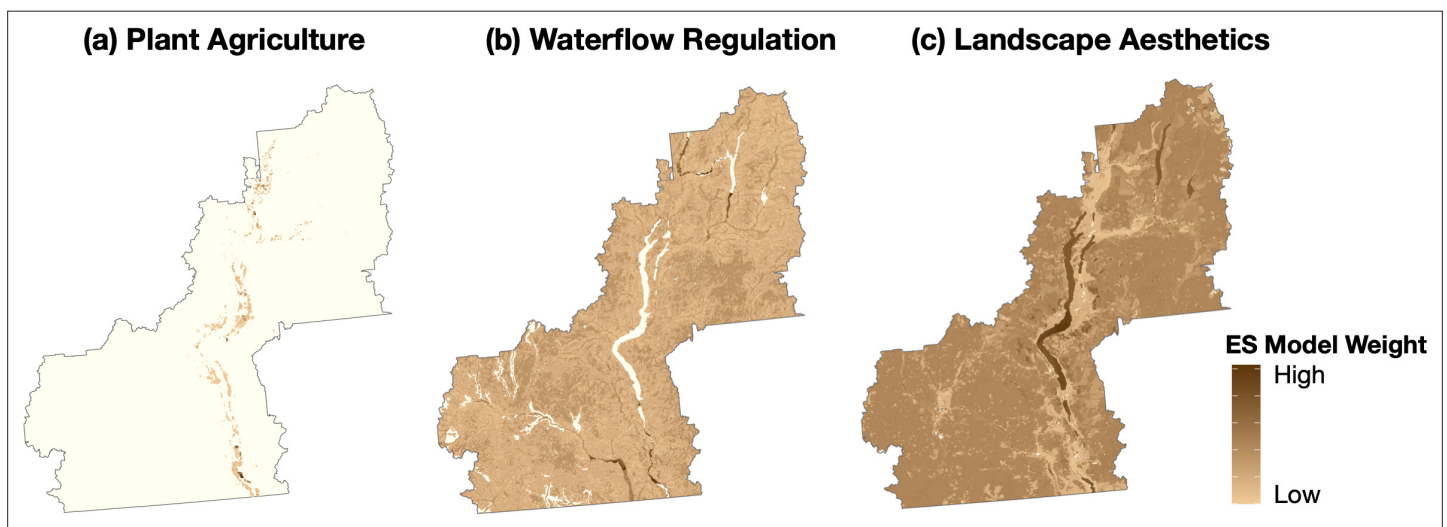 (a) Plant Agriculture
(b) Waterflow Regulation
(c) Landscape Aesthetics
ES Model Weight
High
Low